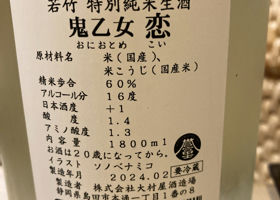 若竹 特別純米生酒
鬼乙女 恋
おにおとめ こい
原材料名 米(国産)、
米こうじ(国産米)
精米歩合 60%
アルコール分 16度
日本酒度 +1
酸度 1.4
アミノ酸度 1.3
内容量 1800ml
お酒は20歳になってから。
イラスト ソノベナミコ
製造年月 2024.02
要冷蔵
製造者 株式会社大村屋酒造場
静岡県島田市本通一丁目1番の8